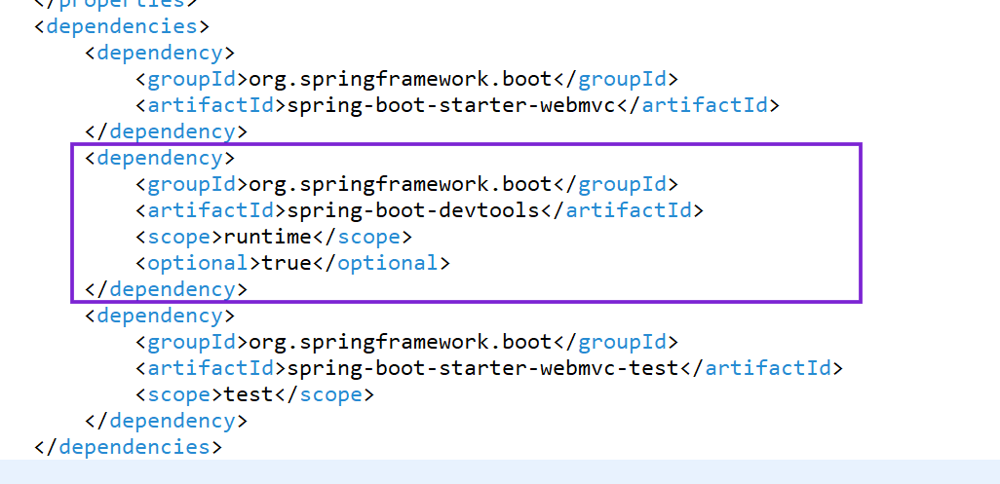 </properties>
<dependencies>
<dependency>
<groupId>org.springframework.boot</groupId>
<artifactId>spring-boot-starter-webmvc</artifactId>
</dependency>
<dependency>
<groupId>org.springframework.boot</groupId>
<artifactId>spring-boot-devtools</artifactId>
<scope>runtime</scope>
<optional>true</optional>
</dependency>
<dependency>
<groupId>org.springframework.boot</groupId>
<artifactId>spring-boot-starter-webmvc-test</artifactId>
<scope>test</scope>
</dependency>
</dependencies>